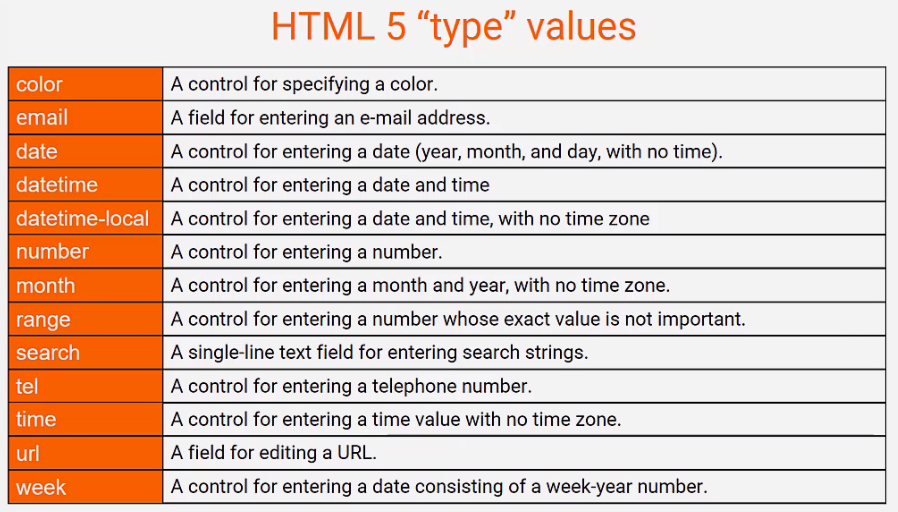 HTML 5 “type” values
color A control for specifying a color.
email A field for entering an e-mail address.
date A control for entering a date (year, month, and day, with no time).
datetime A control for entering a date and time
datetime-local A control for entering a date and time, with no time zone
number A control for entering a number.
month A control for entering a month and year, with no time zone.
range A control for entering a number whose exact value is not important.
search A single-line text field for entering search strings.
tel A control for entering a telephone number.
time A control for entering a time value with no time zone.
url A field for editing a URL.
week A control for entering a date consisting of a week-year number.